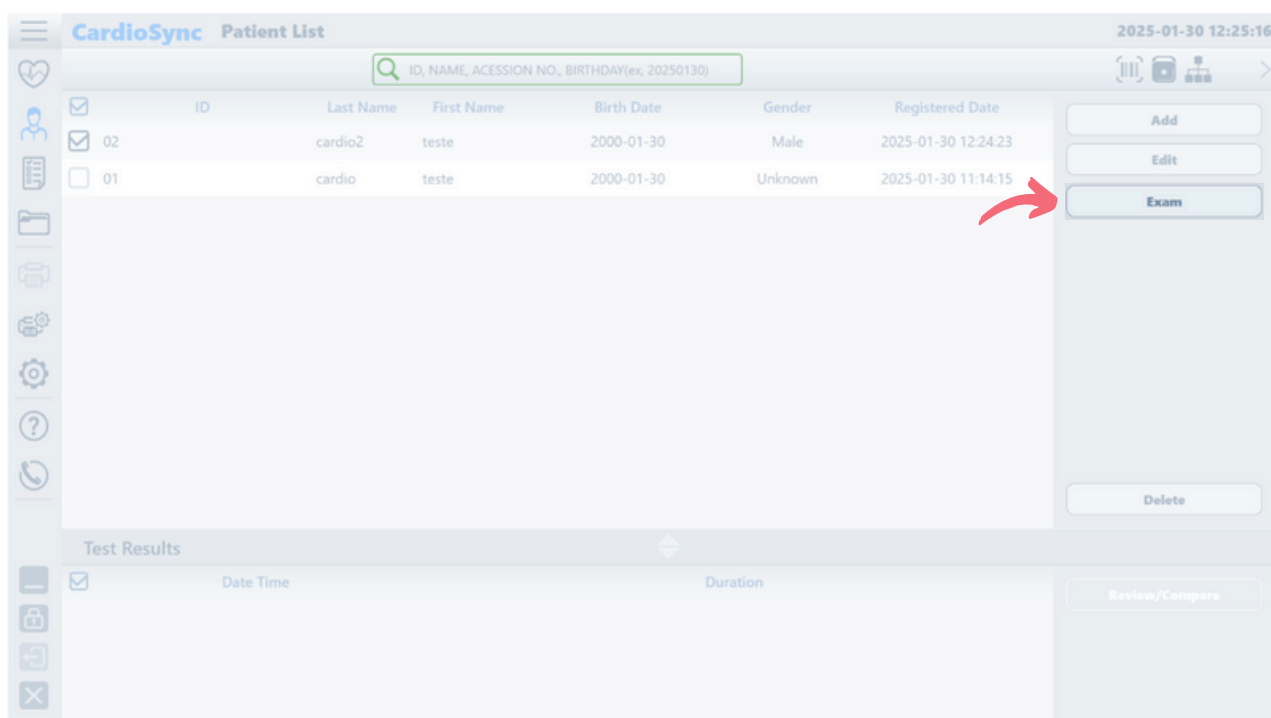 CardioSync Patient List 2025-01-30 12:25:16
ID, NAME, ACESSION NO., BIRTHDAY(ex, 20250130)
ID Last Name First Name Birth Date Gender Registered Date
02 cardio2 teste 2000-01-30 Male 2025-01-30 12:24:23
01 cardio teste 2000-01-30 Unknown 2025-01-30 11:14:15
Add
Edit
Exam
Delete
Test Results
Date Time Duration
Review/Compare